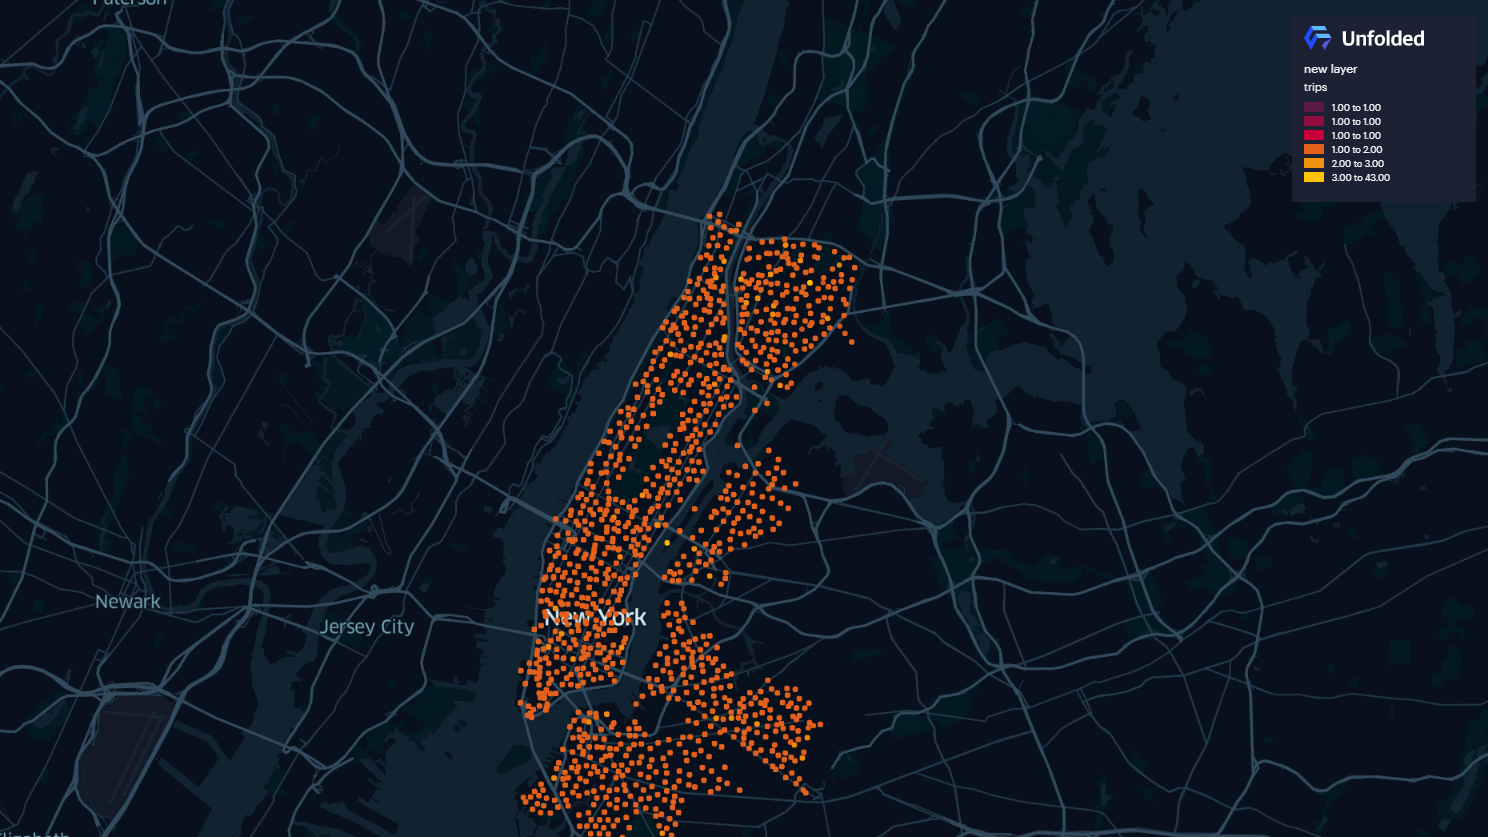 Paterson
Unfolded
new layer
trips
1.00 to 1.00
1.00 to 1.00
1.00 to 1.00
1.00 to 2.00
2.00 to 3.00
3.00 to 43.00
Newark
New York
Jersey City
Elizabeth